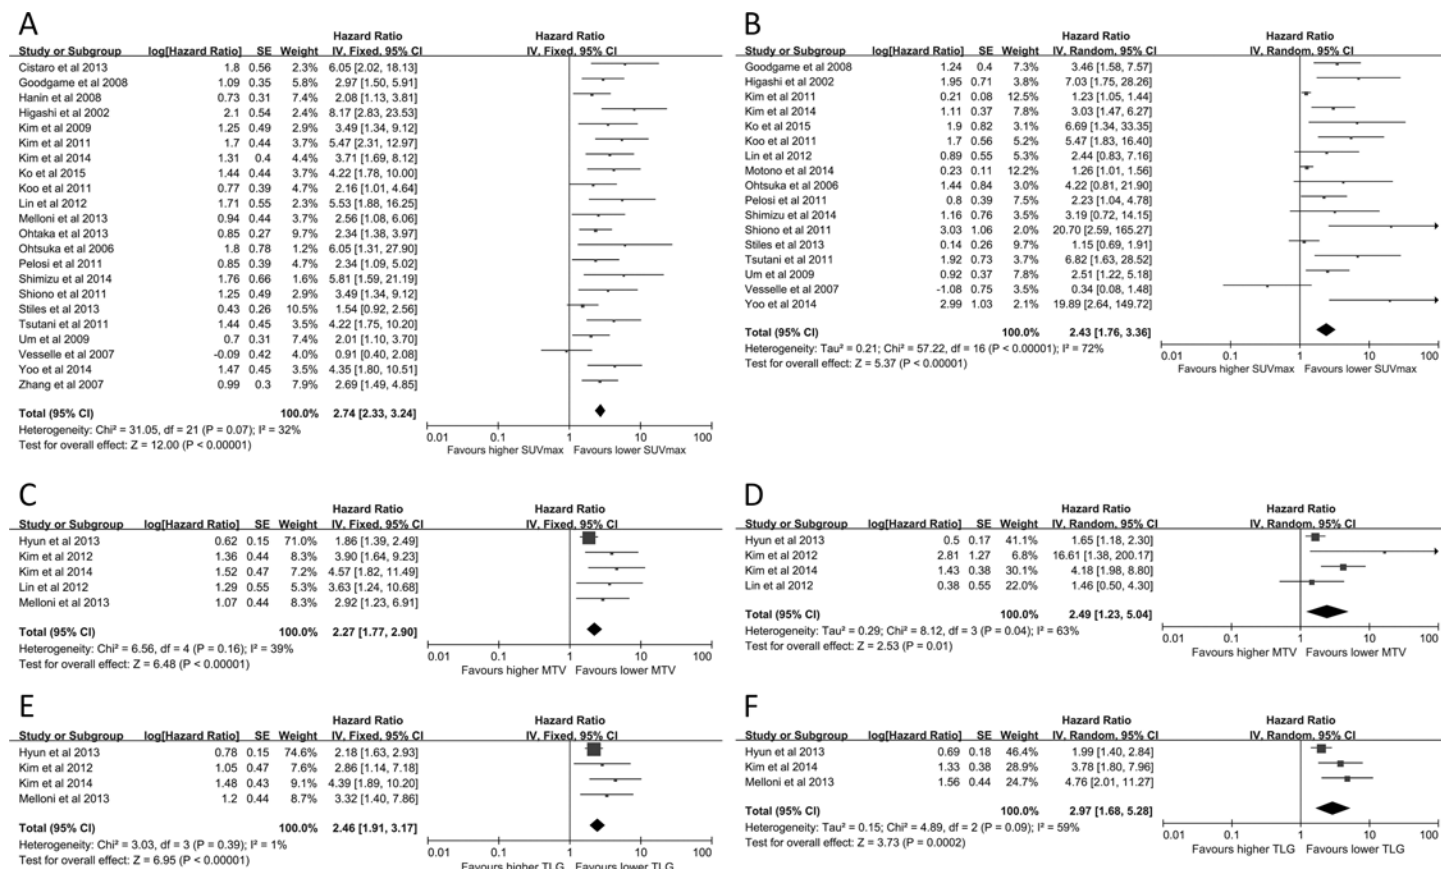 A
Hazard Ratio Hazard Ratio
Study or Subgroup log[Hazard Ratio] SE Weight IV, Fixed, 95% CI IV, Fixed, 95% CI
Cistaro et al 2013 1.8 0.56 2.3% 6.05 [2.02, 18.13]
Goodgame et al 2008 1.09 0.35 5.8% 2.97 [1.50, 5.91]
Hanin et al 2008 0.73 0.31 7.4% 2.08 [1.13, 3.81]
Higashi et al 2002 2.1 0.54 2.4% 8.17 [2.83, 23.53]
Kim et al 2009 1.25 0.49 2.9% 3.49 [1.34, 9.12]
Kim et al 2011 1.7 0.44 3.7% 5.47 [2.31, 12.97]
Kim et al 2014 1.31 0.4 4.4% 3.71 [1.69, 8.12]
Ko et al 2015 1.44 0.44 3.7% 4.22 [1.78, 10.00]
Koo et al 2011 0.77 0.39 4.7% 2.16 [1.01, 4.64]
Lin et al 2012 1.71 0.55 2.3% 5.53 [1.88, 16.25]
Melloni et al 2013 0.94 0.44 3.7% 2.56 [1.08, 6.06]
Ohtaka et al 2013 0.85 0.27 9.7% 2.34 [1.38, 3.97]
Ohtsuka et al 2006 1.8 0.78 1.2% 6.05 [1.31, 27.90]
Pelosi et al 2011 0.85 0.39 4.7% 2.34 [1.09, 5.02]
Shimizu et al 2014 1.76 0.66 1.6% 5.81 [1.59, 21.19]
Shiono et al 2011 1.25 0.49 2.9% 3.49 [1.34, 9.12]
Stiles et al 2013 0.43 0.26 10.5% 1.54 [0.92, 2.56]
Tsutani et al 2011 1.44 0.45 3.5% 4.22 [1.75, 10.20]
Um et al 2009 0.7 0.31 7.4% 2.01 [1.10, 3.70]
Vesselle et al 2007 -0.09 0.42 4.0% 0.91 [0.40, 2.08]
Yoo et al 2014 1.47 0.45 3.5% 4.35 [1.80, 10.51]
Zhang et al 2007 0.99 0.3 7.9% 2.69 [1.49, 4.85]
Total (95% CI) 100.0% 2.74 [2.33, 3.24]
Heterogeneity: Chi² = 31.05, df = 21 (P = 0.07); I² = 32%
Test for overall effect: Z = 12.00 (P < 0.00001)
0.01 0.1 1 10 100
Favours higher SUVmax Favours lower SUVmax
B
Hazard Ratio Hazard Ratio
Study or Subgroup log[Hazard Ratio] SE Weight IV, Random, 95% CI IV, Random, 95% CI
Goodgame et al 2008 1.24 0.4 7.3% 3.46 [1.58, 7.57]
Higashi et al 2002 1.95 0.71 3.8% 7.03 [1.75, 28.26]
Kim et al 2011 0.21 0.08 12.5% 1.23 [1.05, 1.44]
Kim et al 2014 1.11 0.37 7.8% 3.03 [1.47, 6.27]
Ko et al 2015 1.9 0.82 3.1% 6.69 [1.34, 33.35]
Koo et al 2011 1.7 0.56 5.2% 5.47 [1.83, 16.40]
Lin et al 2012 0.89 0.55 5.3% 2.44 [0.83, 7.16]
Motono et al 2014 0.23 0.11 12.2% 1.26 [1.01, 1.56]
Ohtsuka et al 2006 1.44 0.84 3.0% 4.22 [0.81, 21.90]
Pelosi et al 2011 0.8 0.39 7.5% 2.23 [1.04, 4.78]
Shimizu et al 2014 1.16 0.76 3.5% 3.19 [0.72, 14.15]
Shiono et al 2011 3.03 1.06 2.0% 20.70 [2.59, 165.27]
Stiles et al 2013 0.14 0.26 9.7% 1.15 [0.69, 1.91]
Tsutani et al 2011 1.92 0.73 3.7% 6.82 [1.63, 28.52]
Um et al 2009 0.92 0.37 7.8% 2.51 [1.22, 5.18]
Vesselle et al 2007 -1.08 0.75 3.5% 0.34 [0.08, 1.48]
Yoo et al 2014 2.99 1.03 2.1% 19.89 [2.64, 149.72]
Total (95% CI) 100.0% 2.43 [1.76, 3.36]
Heterogeneity: Tau² = 0.21; Chi² = 57.22, df = 16 (P < 0.00001); I² = 72%
Test for overall effect: Z = 5.37 (P < 0.00001)
0.01 0.1 1 10 100
Favours higher SUVmax Favours lower SUVmax
C
Hazard Ratio Hazard Ratio
Study or Subgroup log[Hazard Ratio] SE Weight IV, Fixed, 95% CI IV, Fixed, 95% CI
Hyun et al 2013 0.62 0.15 71.0% 1.86 [1.39, 2.49]
Kim et al 2012 1.36 0.44 8.3% 3.90 [1.64, 9.23]
Kim et al 2014 1.52 0.47 7.2% 4.57 [1.82, 11.49]
Lin et al 2012 1.29 0.55 5.3% 3.63 [1.24, 10.68]
Melloni et al 2013 1.07 0.44 8.3% 2.92 [1.23, 6.91]
Total (95% CI) 100.0% 2.27 [1.77, 2.90]
Heterogeneity: Chi² = 6.56, df = 4 (P = 0.16); I² = 39%
Test for overall effect: Z = 6.48 (P < 0.00001)
0.01 0.1 1 10 100
Favours higher MTV Favours lower MTV
D
Hazard Ratio Hazard Ratio
Study or Subgroup log[Hazard Ratio] SE Weight IV, Random, 95% CI IV, Random, 95% CI
Hyun et al 2013 0.5 0.17 41.1% 1.65 [1.18, 2.30]
Kim et al 2012 2.81 1.27 6.8% 16.61 [1.38, 200.17]
Kim et al 2014 1.43 0.38 30.1% 4.18 [1.98, 8.80]
Lin et al 2012 0.38 0.55 22.0% 1.46 [0.50, 4.30]
Total (95% CI) 100.0% 2.49 [1.23, 5.04]
Heterogeneity: Tau² = 0.29; Chi² = 8.12, df = 3 (P = 0.04); I² = 63%
Test for overall effect: Z = 2.53 (P = 0.01)
0.01 0.1 1 10 100
Favours higher MTV Favours lower MTV
E
Hazard Ratio Hazard Ratio
Study or Subgroup log[Hazard Ratio] SE Weight IV, Fixed, 95% CI IV, Fixed, 95% CI
Hyun et al 2013 0.78 0.15 74.6% 2.18 [1.63, 2.93]
Kim et al 2012 1.05 0.47 7.6% 2.86 [1.14, 7.18]
Kim et al 2014 1.48 0.43 9.1% 4.39 [1.89, 10.20]
Melloni et al 2013 1.2 0.44 8.7% 3.32 [1.40, 7.86]
Total (95% CI) 100.0% 2.46 [1.91, 3.17]
Heterogeneity: Chi² = 3.03, df = 3 (P = 0.39); I² = 1%
Test for overall effect: Z = 6.95 (P < 0.00001)
0.01 0.1 1 10 100
Favours higher TLG Favours lower TLG
F
Hazard Ratio Hazard Ratio
Study or Subgroup log[Hazard Ratio] SE Weight IV, Random, 95% CI IV, Random, 95% CI
Hyun et al 2013 0.69 0.18 46.4% 1.99 [1.40, 2.84]
Kim et al 2014 1.33 0.38 28.9% 3.78 [1.80, 7.96]
Melloni et al 2013 1.56 0.44 24.7% 4.76 [2.01, 11.27]
Total (95% CI) 100.0% 2.97 [1.68, 5.28]
Heterogeneity: Tau² = 0.15; Chi² = 4.89, df = 2 (P = 0.09); I² = 59%
Test for overall effect: Z = 3.73 (P = 0.0002)
0.01 0.1 1 10 100
Favours higher TLG Favours lower TLG